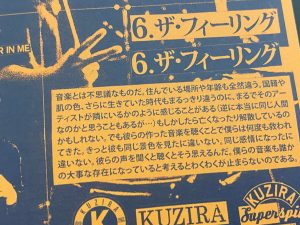 6.ザ・フィーリング
ER IN ME
6.ザ・フィーリング
音楽とは不思議なものだ。住んでいる場所や年齢も全然違う。国籍や
肌の色、さらに生きていた時代もまるっきり違うのに、まるでそのアー
ティストが隣にいるかのように感じることがある(逆に本当に同じ人間
なのかと思うこともあるが…)もしかしたら亡くなったり解散しているの
かもしれない。でも彼らの作った音楽を聴くことで僕らは何度も救われ
てきた。きっと彼も同じ景色を見たに違いない。同じ感情になったに
違いない。彼らの声を聞くと聴くとそう思えるんだ。僕らの音楽も誰か
の大事な存在になっていると考えるとわくわくが止まらないのである。
KUZIRA
K
KUZIRA
Superspin